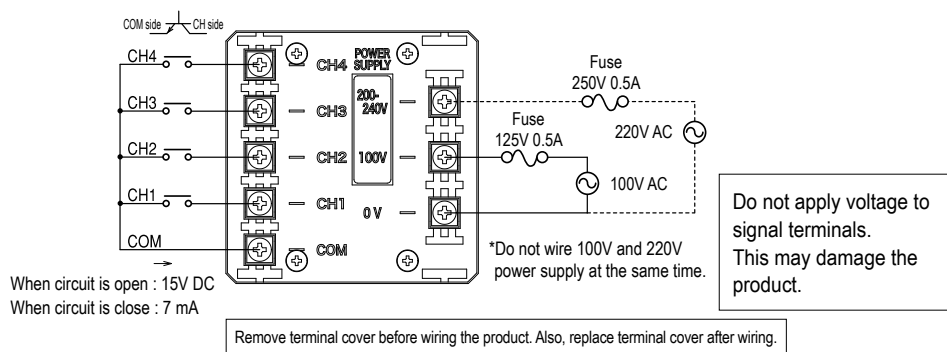 COM side CH side
CH4
CH3
CH2
CH1
COM
When circuit is open : 15V DC
When circuit is close : 7 mA
POWER
SUPPLY
CH4
CH3
CH2
CH1
COM
200-
240V
100V
0 V
Fuse
250V 0.5A
220V AC
Fuse
125V 0.5A
100V AC
*Do not wire 100V and 220V
power supply at the same time.
Do not apply voltage to
signal terminals.
This may damage the
product.
Remove terminal cover before wiring the product. Also, replace terminal cover after wiring.